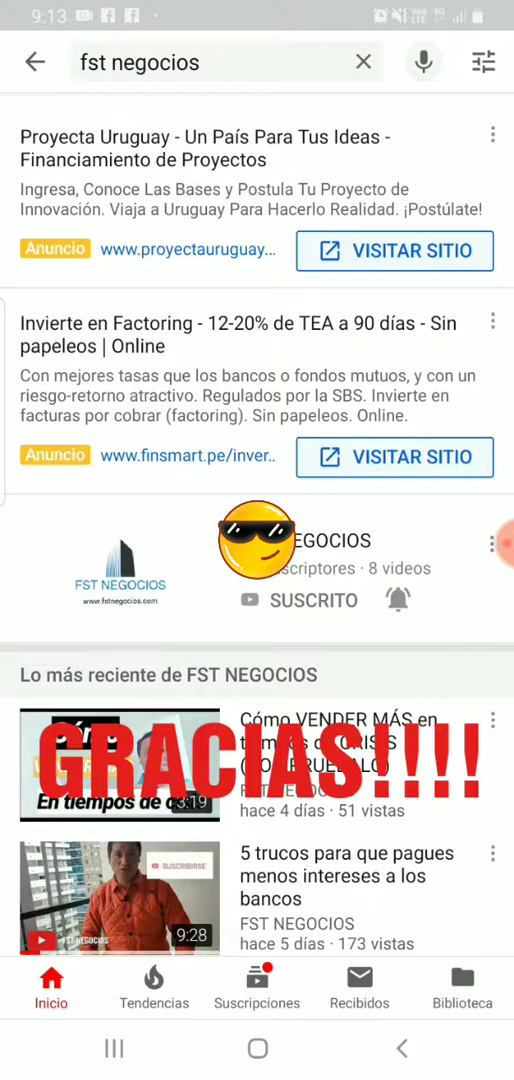 9:13
4G
fst negocios
Proyecta Uruguay - Un País Para Tus Ideas -
Financiamiento de Proyectos
Ingresa, Conoce Las Bases y Postula Tu Proyecto de
Innovación. Viaja a Uruguay Para Hacerlo Realidad. ¡Postúlate!
Anuncio www.proyectauruguay... VISITAR SITIO
Invierte en Factoring - 12-20% de TEA a 90 días - Sin
papeleos | Online
Con mejores tasas que los bancos o fondos mutuos, y con un
riesgo-retorno atractivo. Regulados por la SBS. Invierte en
facturas por cobrar (factoring). Sin papeleos. Online.
Anuncio www.finsmart.pe/inver.. VISITAR SITIO
EGOCIOS
scriptores · 8 videos
FST NEGOCIOS
www.fstnegocios.com
SUSCRITO
Lo más reciente de FST NEGOCIOS
Cómo VENDER MÁS en
GRACIAS!!!!
En tiempos de
3:19
hace 4 días · 51 vistas
5 trucos para que pagues
menos intereses a los
bancos
SUSCRIBIRSE
FST NEGOCIOS
9:28
FST NEGOCIOS
hace 5 días · 173 vistas
Inicio Tendencias Suscripciones Recibidos Biblioteca